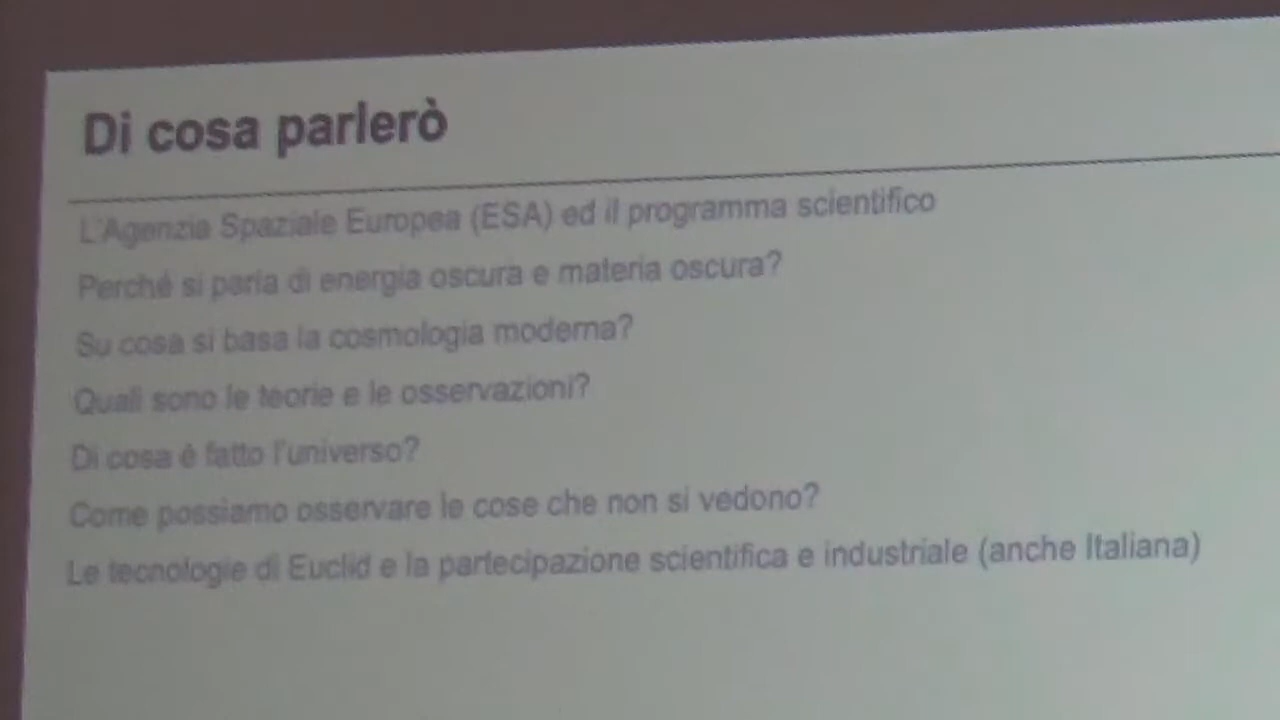 Di cosa parlerò
L'Agenzia Spaziale Europea (ESA) ed il programma scientifico
Perché si parla di energia oscura e materia oscura?
Su cosa si basa la cosmologia moderna?
Quali sono le teorie e le osservazioni?
Di cosa è fatto l'universo?
Come possiamo osservare le cose che non si vedono?
Le tecnologie di Euclid e la partecipazione scientifica e industriale (anche Italiana)